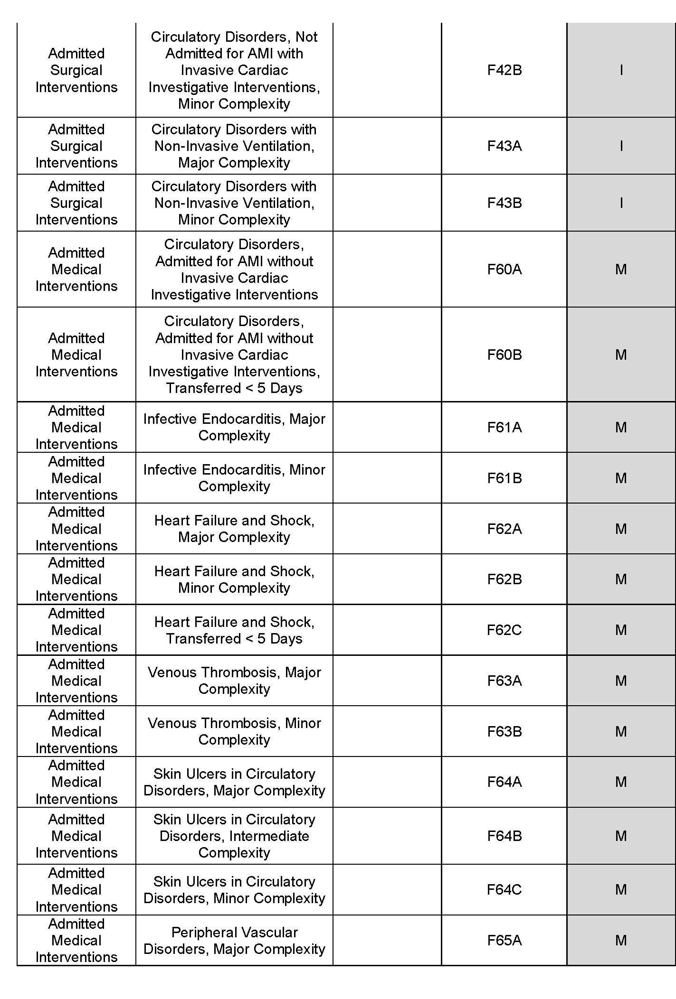 Admitted
Surgical
Interventions
Circulatory Disorders, Not
Admitted for AMI with
Invasive Cardiac
Investigative Interventions,
Minor Complexity
F42B
I
Admitted
Surgical
Interventions
Circulatory Disorders with
Non-Invasive Ventilation,
Major Complexity
F43A
I
Admitted
Surgical
Interventions
Circulatory Disorders with
Non-Invasive Ventilation,
Minor Complexity
F43B
I
Admitted
Medical
Interventions
Circulatory Disorders,
Admitted for AMI without
Invasive Cardiac
Investigative Interventions
F60A
M
Admitted
Medical
Interventions
Circulatory Disorders,
Admitted for AMI without
Invasive Cardiac
Investigative Interventions,
Transferred < 5 Days
F60B
M
Admitted
Medical
Interventions
Infective Endocarditis, Major
Complexity
F61A
M
Admitted
Medical
Interventions
Infective Endocarditis, Minor
Complexity
F61B
M
Admitted
Medical
Interventions
Heart Failure and Shock,
Major Complexity
F62A
M
Admitted
Medical
Interventions
Heart Failure and Shock,
Minor Complexity
F62B
M
Admitted
Medical
Interventions
Heart Failure and Shock,
Transferred < 5 Days
F62C
M
Admitted
Medical
Interventions
Venous Thrombosis, Major
Complexity
F63A
M
Admitted
Medical
Interventions
Venous Thrombosis, Minor
Complexity
F63B
M
Admitted
Medical
Interventions
Skin Ulcers in Circulatory
Disorders, Major Complexity
F64A
M
Admitted
Medical
Interventions
Skin Ulcers in Circulatory
Disorders, Intermediate
Complexity
F64B
M
Admitted
Medical
Interventions
Skin Ulcers in Circulatory
Disorders, Minor Complexity
F64C
M
Admitted
Medical
Interventions
Peripheral Vascular
Disorders, Major Complexity
F65A
M